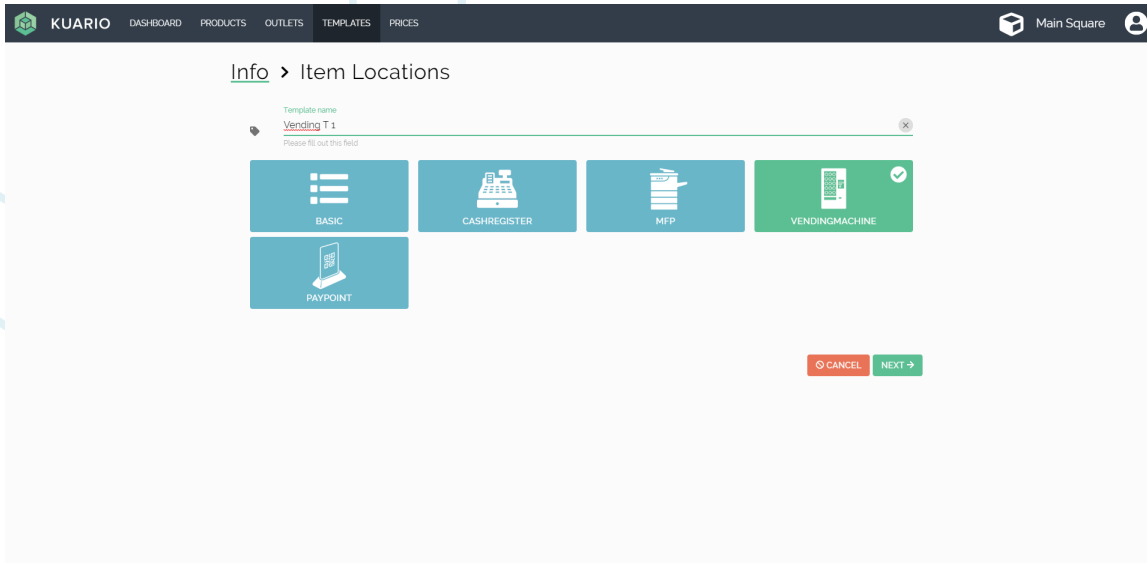 KUARIO DASHBOARD PRODUCTS OUTLETS TEMPLATES PRICES Main Square
Info > Item Locations
Template name
Vending T 1
Please fill out this field
BASIC CASHREGISTER MFP VENDINGMACHINE
PAYPOINT
CANCEL NEXT →